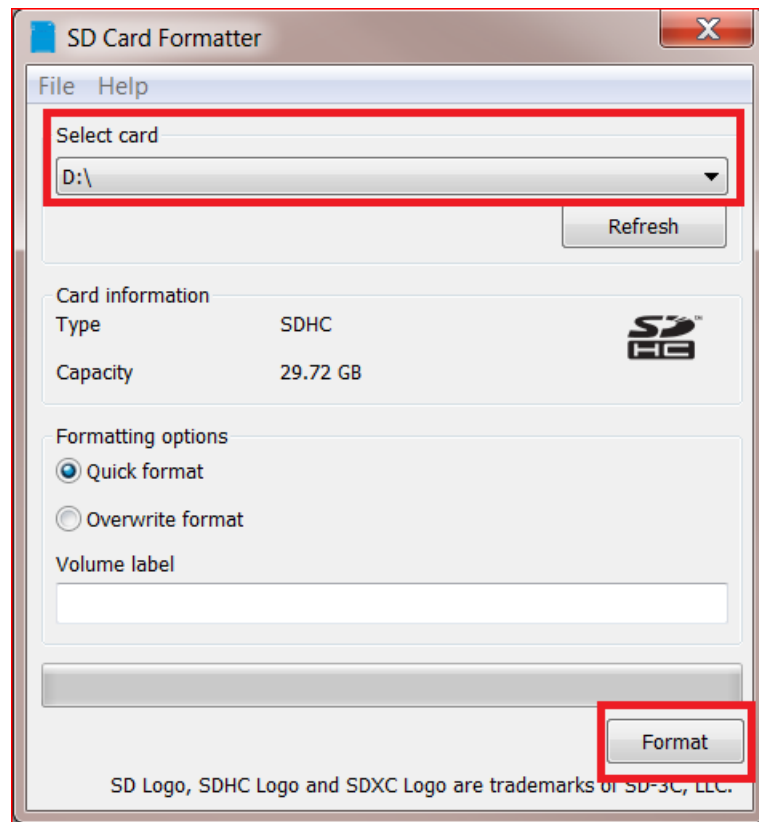 SD Card Formatter
File Help
Select card
D:\
Refresh
Card information
Type SDHC
SD™
HC
Capacity 29.72 GB
Formatting options
Quick format
Overwrite format
Volume label
Format
SD Logo, SDHC Logo and SDXC Logo are trademarks of SD-3C, LLC.